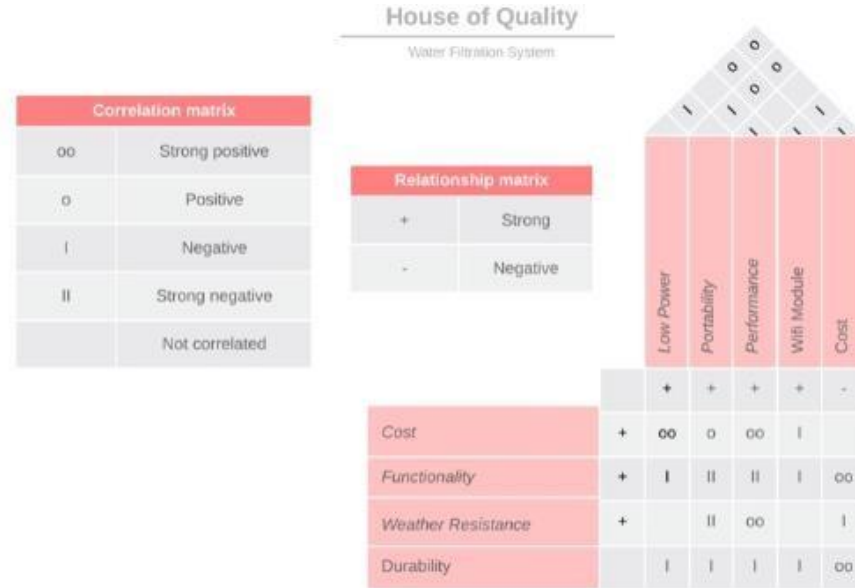 House of Quality
Water Filtration System
Correlation matrix
oo Strong positive
o Positive
I Negative
II Strong negative
Not correlated
Relationship matrix
+ Strong
- Negative
o
o o
o
I I I
I I I
Low Power
Portability
Performance
Wifi Module
Cost
+ + + + -
Cost + oo o oo I
Functionality + I II II I oo
Weather Resistance + II oo I
Durability I I I I oo